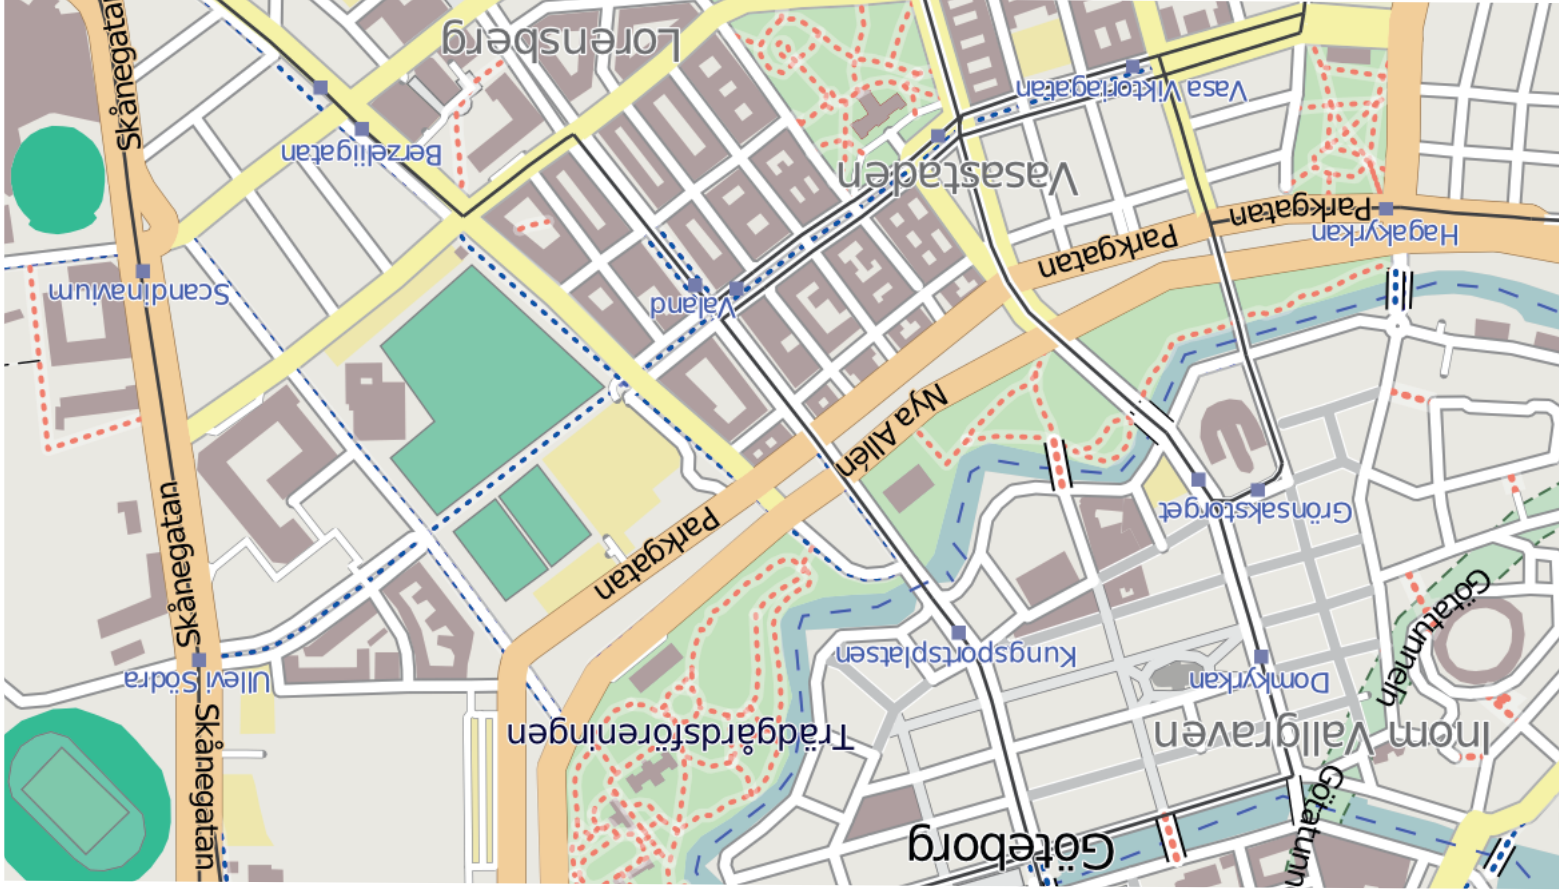 Göteborg
Götatunn
Skånegatan
Inom Vallgraven
Trädgårdsföreningen
Domkyrkan
Ullevi Södra
Kungsportsplatsen
Götatunneln
Skånegatan
Parkgatan
Grönsakstorget
Nya Allén
Valand
Scandinavium
Parkgatan
Hagakyrkan
Parkgatan
Vasastaden
Berzeliigatan
Vasa Viktoriagatan
Skånegatan
Lorensberg